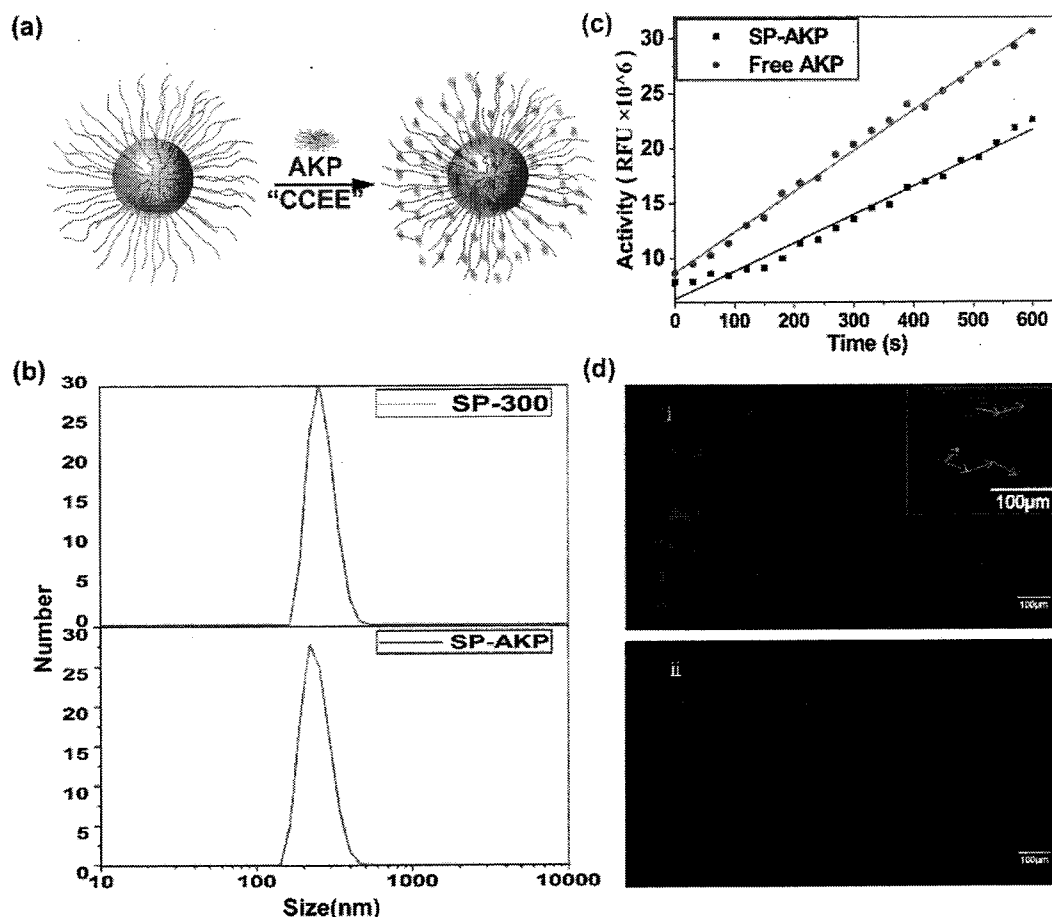 (a)
AKP
"CCEE"
(b)
30
25
20
15
10
5
0
SP-300
30
25
20
15
10
5
0
SP-AKP
Number
10
100
1000
10000
Size(nm)
(c)
SP-AKP
Free AKP
Activity ( RFU ×10^6)
30
25
20
15
10
0
100
200
300
400
500
600
Time (s)
(d)
i
100μm
100μm
ii
100μm